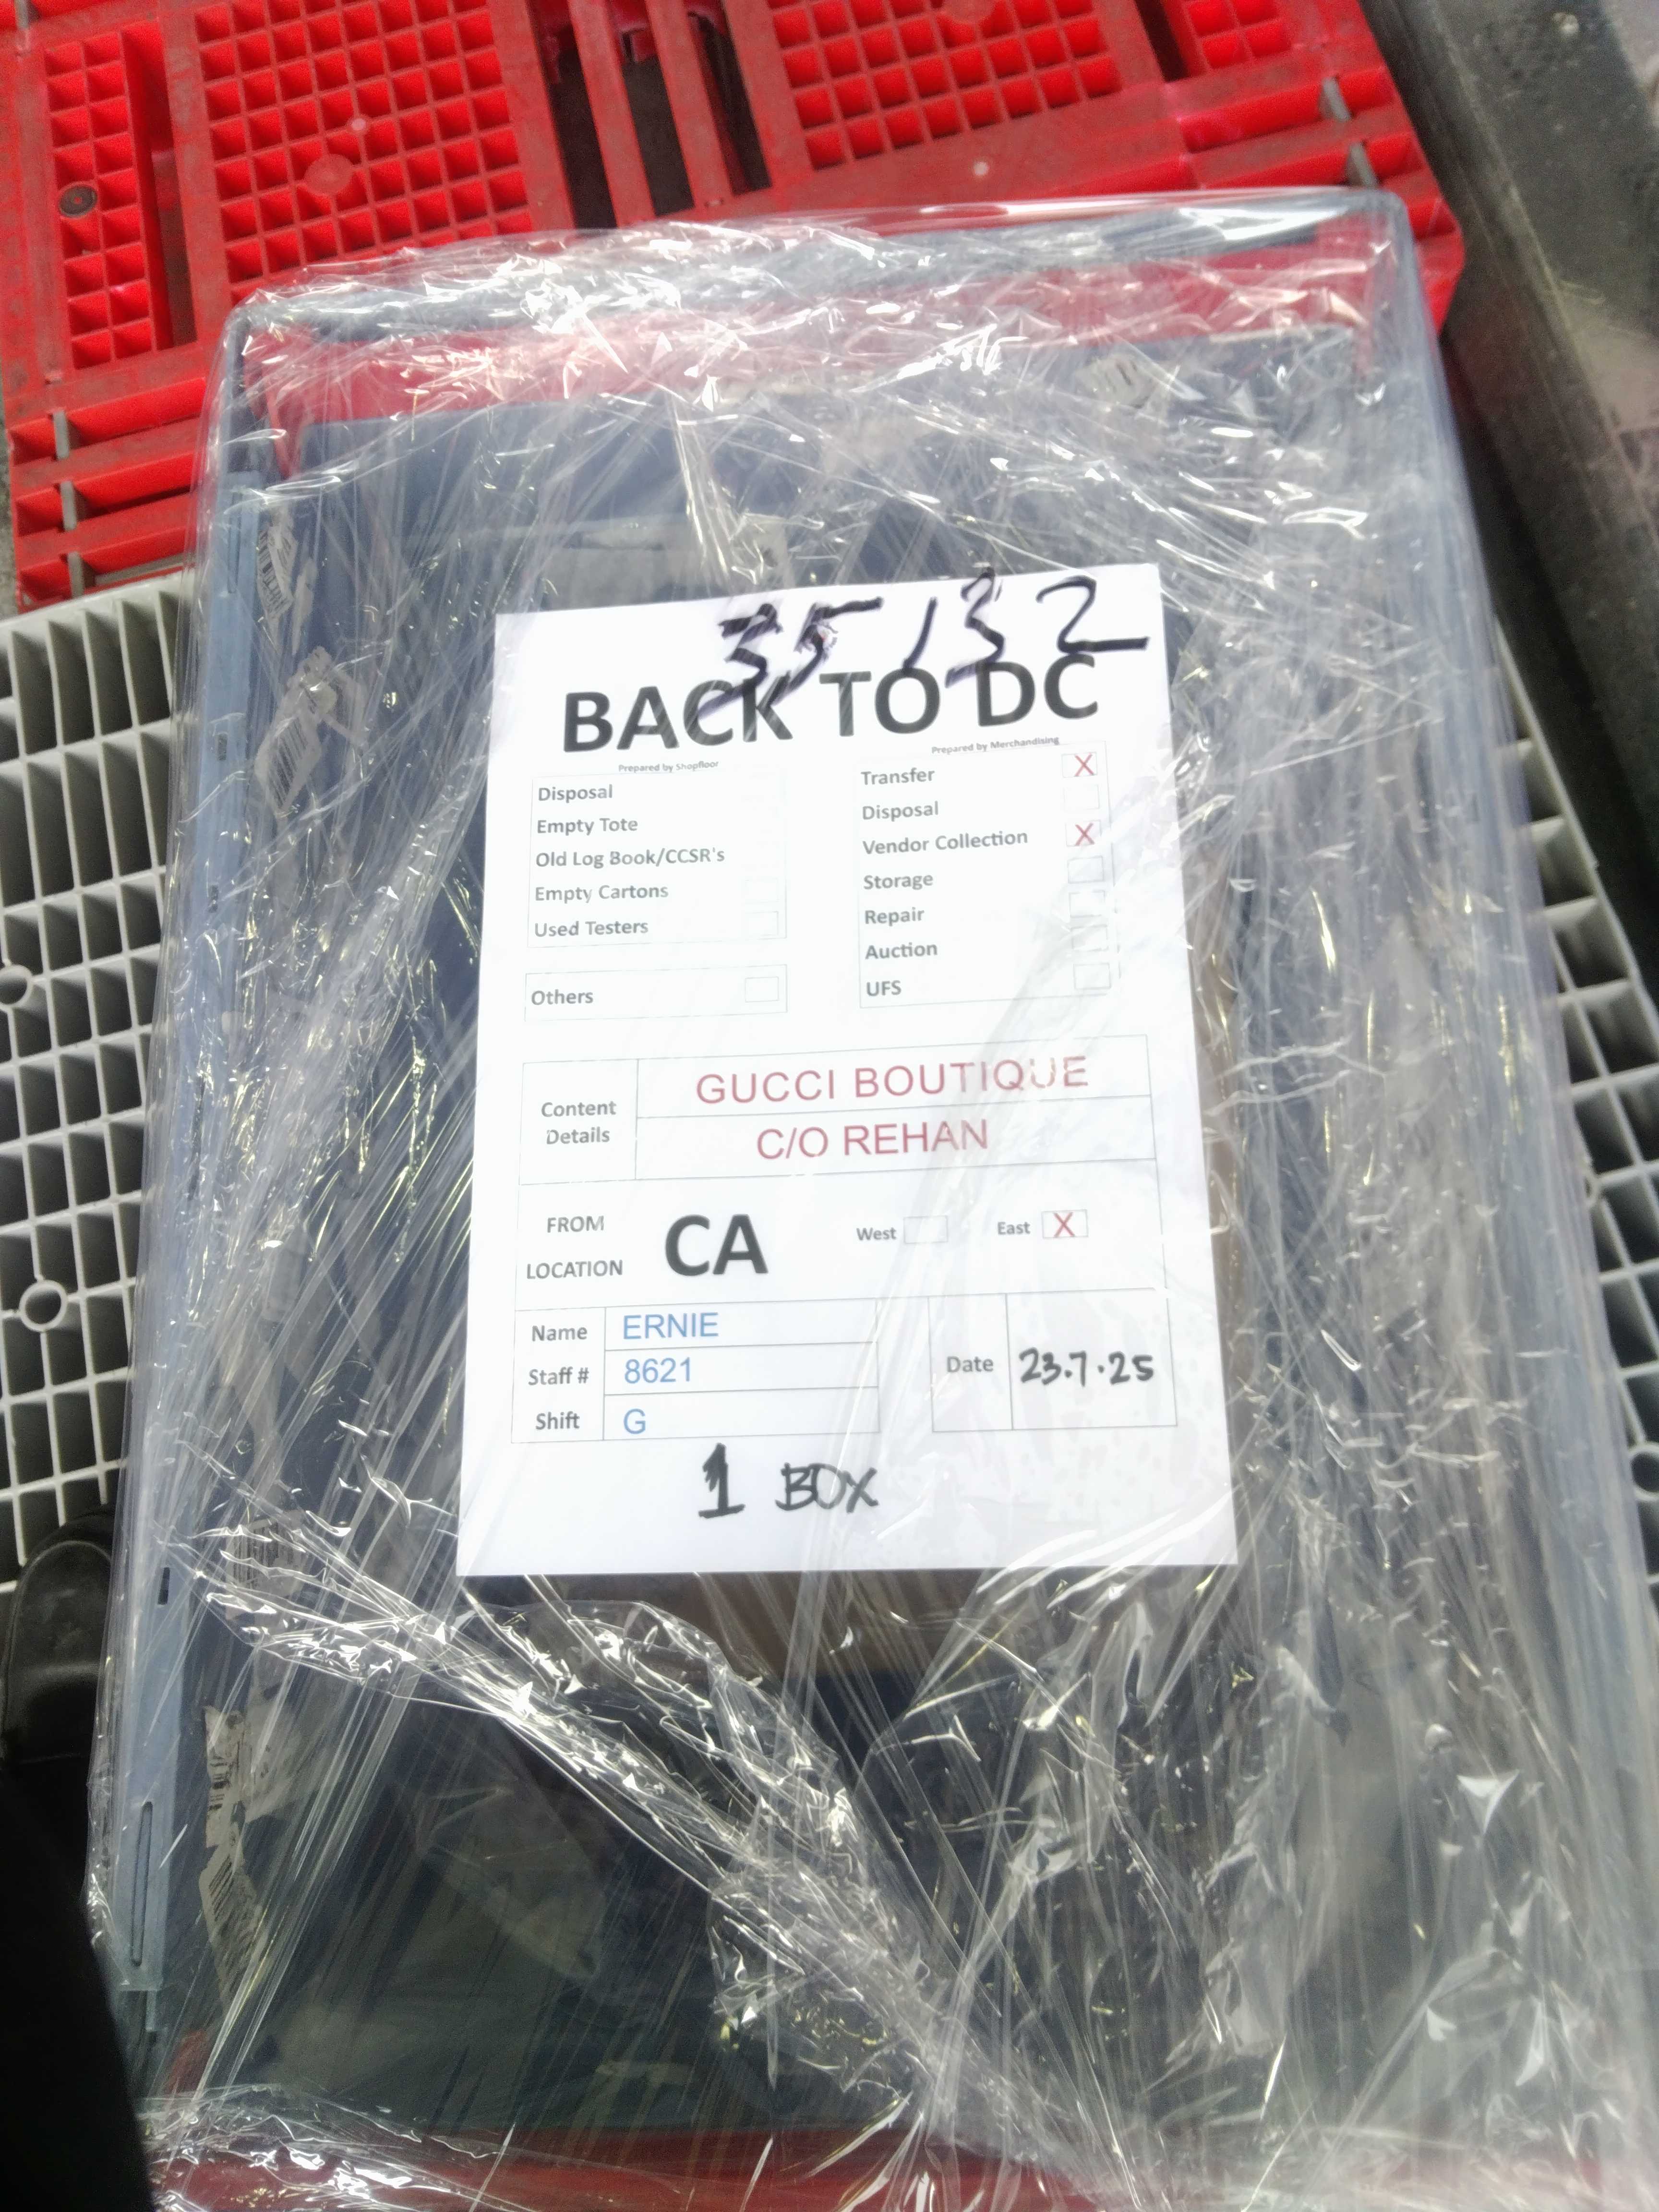 35132
BACK TO DC
Prepared by Shopfloor
Disposal
Empty Tote
Old Log Book/CCSR's
Empty Cartons
Used Testers
Others
Prepared by Merchandising
Transfer X
Disposal
Vendor Collection X
Storage
Repair
Auction
UFS
Content Details
GUCCI BOUTIQUE
C/O REHAN
FROM LOCATION
CA
West
East X
Name ERNIE
Staff # 8621
Shift G
Date 23.7.25
1 BOX